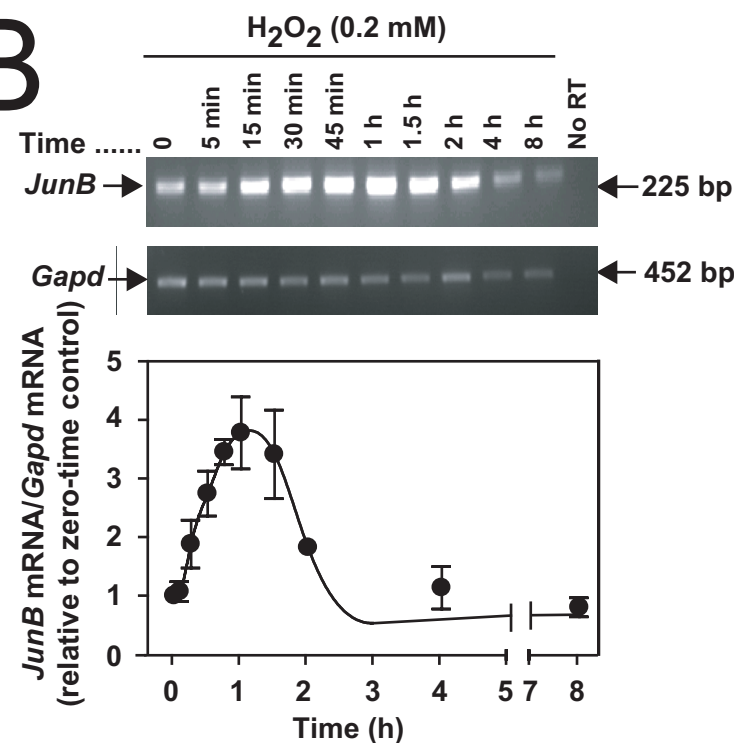 B
H2O2 (0.2 mM)
Time ...... 0 5 min 15 min 30 min 45 min 1 h 1.5 h 2 h 4 h 8 h No RT
JunB 225 bp
Gapd 452 bp
JunB mRNA/Gapd mRNA
(relative to zero-time control)
5
4
3
2
1
0
0 1 2 3 4 5 7 8
Time (h)